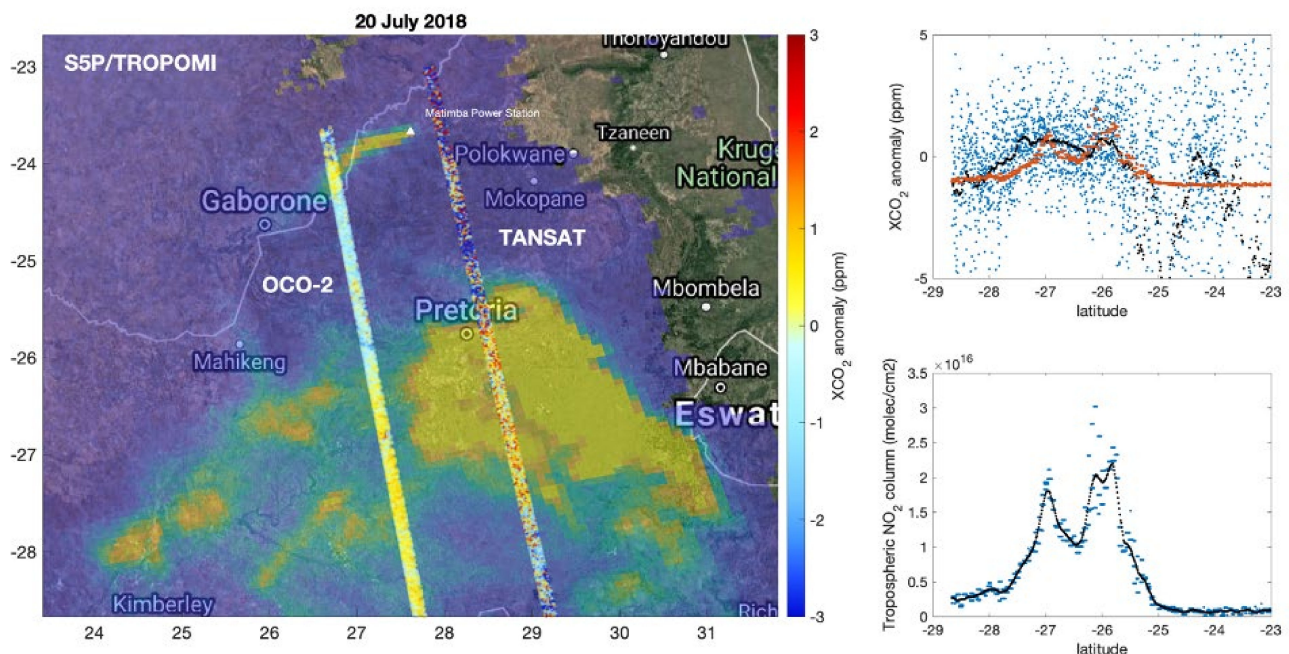 20 July 2018
S5P/TROPOMI
Thohoyandou
Matimba Power Station
Tzaneen
Polokwane
Kruge
National
Mokopane
Gaborone
TANSAT
OCO-2
Mbombela
Pretoria
Mahikeng
Mbabane
Eswat
Kimberley
Rich
-23
-24
-25
-26
-27
-28
24
25
26
27
28
29
30
31
3
2
1
0
-1
-2
-3
XCO2 anomaly (ppm)
5
0
-5
XCO2 anomaly (ppm)
-29
-28
-27
-26
-25
-24
-23
latitude
× 10^16
3.5
3
2.5
2
1.5
1
0.5
0
Tropospheric NO2 column (molec/cm2)
-29
-28
-27
-26
-25
-24
-23
latitude